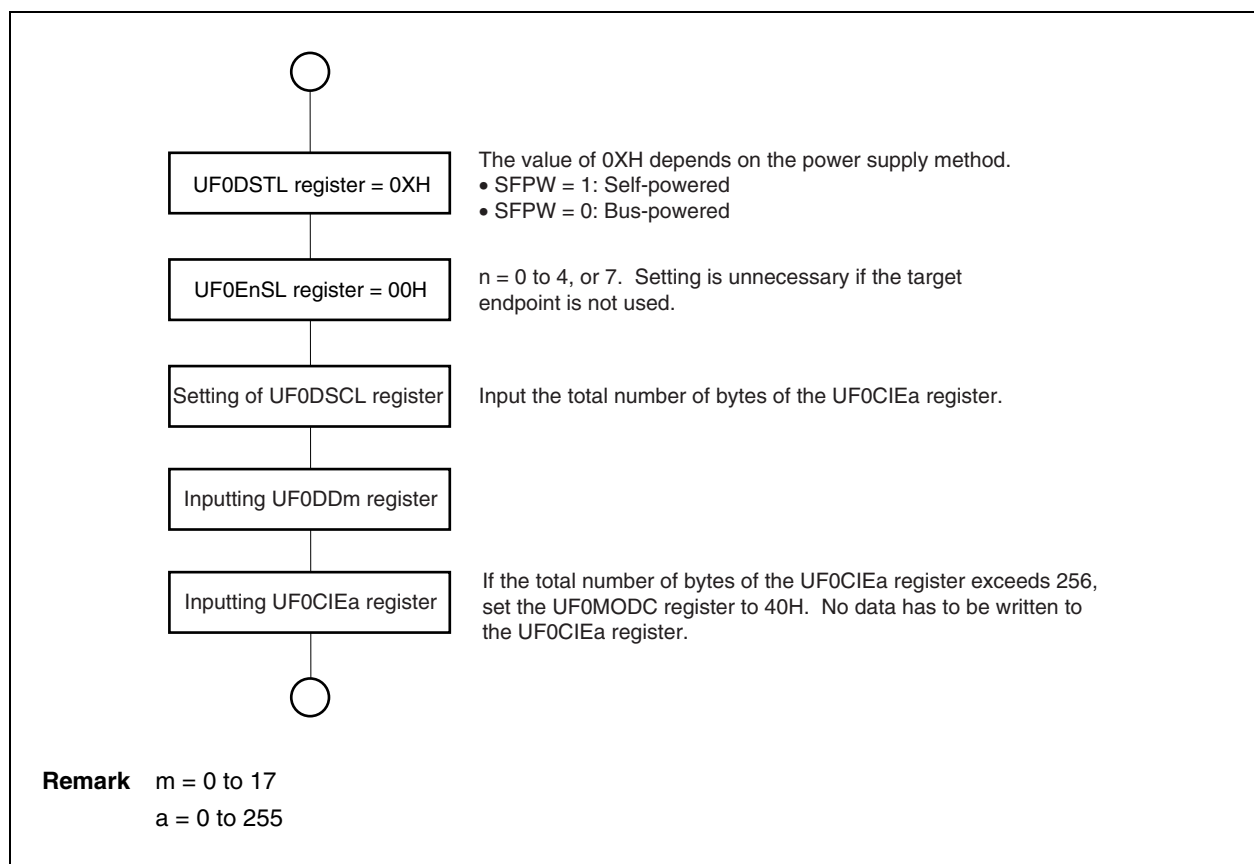 UF0DSTL register = 0XH
The value of 0XH depends on the power supply method.
• SFPW = 1: Self-powered
• SFPW = 0: Bus-powered
UF0EnSL register = 00H
n = 0 to 4, or 7. Setting is unnecessary if the target
endpoint is not used.
Setting of UF0DSCL register
Input the total number of bytes of the UF0CIEa register.
Inputting UF0DDm register
Inputting UF0CIEa register
If the total number of bytes of the UF0CIEa register exceeds 256,
set the UF0MODC register to 40H. No data has to be written to
the UF0CIEa register.
Remark m = 0 to 17
a = 0 to 255